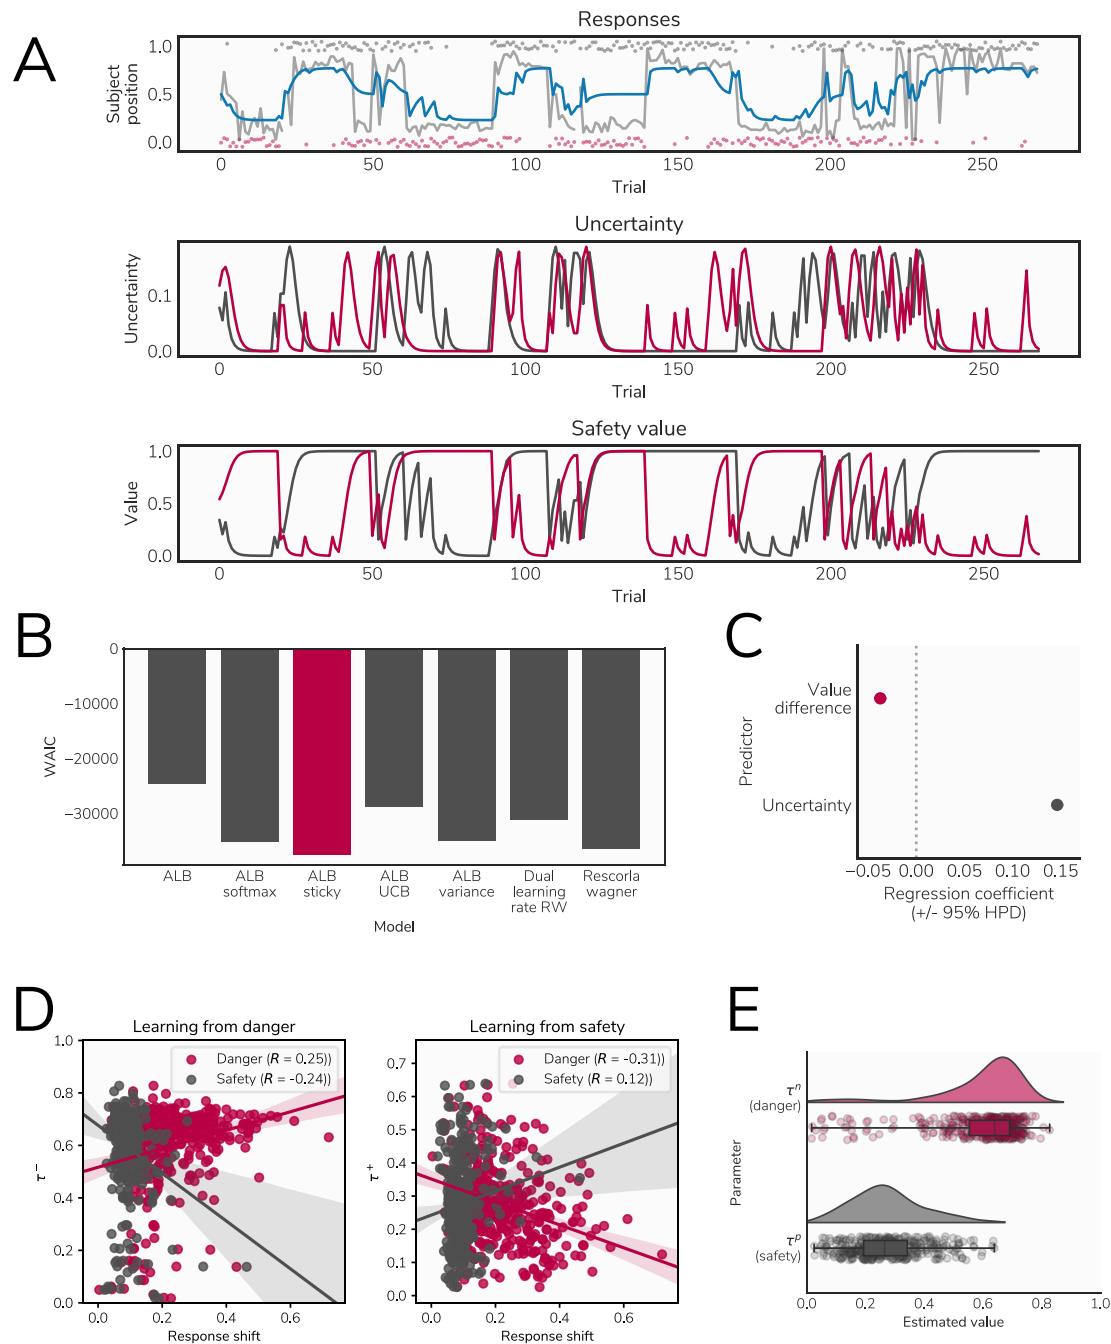 A
Responses
Subject
position
1.0
0.5
0.0
0
50
100
150
200
250
Trial
Uncertainty
Uncertainty
0.1
0.0
0
50
100
150
200
250
Trial
Safety value
Value
1.0
0.5
0.0
0
50
100
150
200
250
Trial
B
WAIC
0
−10000
−20000
−30000
ALB
ALB
softmax
ALB
sticky
ALB
UCB
ALB
variance
Dual
learning
rate RW
Rescorla
wagner
Model
C
Predictor
Value
difference
Uncertainty
−0.05
0.00
0.05
0.10
0.15
Regression coefficient
(+/- 95% HPD)
D
Learning from danger
Danger (R = 0.25))
Safety (R = -0.24))
τ⁻
1.0
0.8
0.6
0.4
0.2
0.0
0.0
0.2
0.4
0.6
Response shift
Learning from safety
Danger (R = -0.31))
Safety (R = 0.12))
τ⁺
0.7
0.6
0.5
0.4
0.3
0.2
0.1
0.0
0.0
0.2
0.4
0.6
Response shift
E
Parameter
τⁿ
(danger)
τᵖ
(safety)
0.0
0.2
0.4
0.6
0.8
1.0
Estimated value